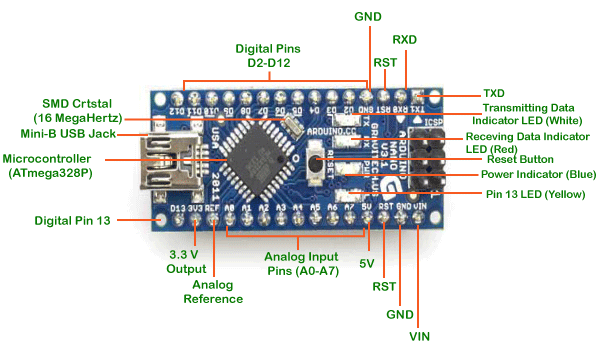 GND
RXD
Digital Pins
D2-D12
RST
SMD Crtstal
(16 MegaHertz)
TXD
Transmitting Data
Indicator LED (White)
Mini-B USB Jack
Receving Data Indicator
LED (Red)
Microcontroller
(ATmega328P)
Reset Button
Power Indicator (Blue)
Pin 13 LED (Yellow)
Digital Pin 13
3.3 V
Output
Analog
Reference
Analog Input
Pins (A0-A7)
5V
RST
GND
VIN
D12 D11 D10 D9 D8 D7 D6 D5 D4 D3 D2 GND RST RX0 TX1
ICSP
ARDUINO.CC
USA
2011
RESET
ARDUINO
NANO
V3.1
GRAVITECH.US
TX RX PWR
D13 3V3 REF A0 A1 A2 A3 A4 A5 A6 A7 5V RST GND VIN